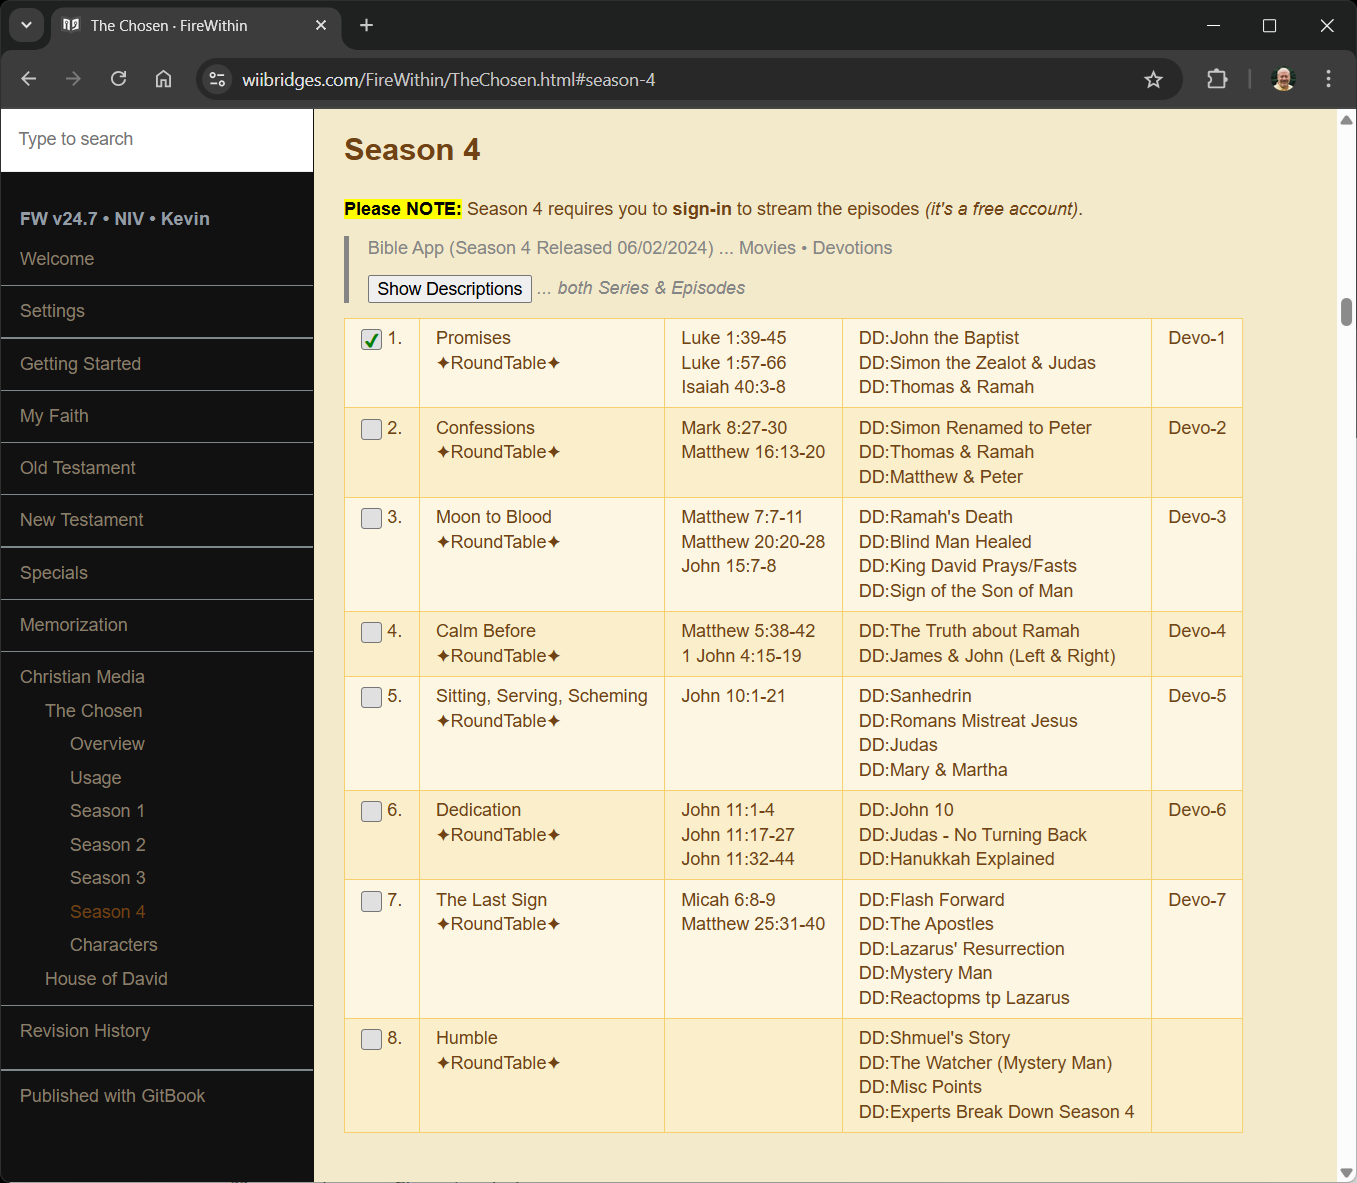 The Chosen · FireWithin
wiibridges.com/FireWithin/TheChosen.html#season-4
Type to search
FW v24.7 • NIV • Kevin
Welcome
Settings
Getting Started
My Faith
Old Testament
New Testament
Specials
Memorization
Christian Media
The Chosen
Overview
Usage
Season 1
Season 2
Season 3
Season 4
Characters
House of David
Revision History
Published with GitBook
Season 4
Please NOTE: Season 4 requires you to sign-in to stream the episodes (it's a free account).
Bible App (Season 4 Released 06/02/2024) ... Movies • Devotions
Show Descriptions ... both Series & Episodes
1. Promises
✦RoundTable✦
Luke 1:39-45
Luke 1:57-66
Isaiah 40:3-8
DD:John the Baptist
DD:Simon the Zealot & Judas
DD:Thomas & Ramah
Devo-1
2. Confessions
✦RoundTable✦
Mark 8:27-30
Matthew 16:13-20
DD:Simon Renamed to Peter
DD:Thomas & Ramah
DD:Matthew & Peter
Devo-2
3. Moon to Blood
✦RoundTable✦
Matthew 7:7-11
Matthew 20:20-28
John 15:7-8
DD:Ramah's Death
DD:Blind Man Healed
DD:King David Prays/Fasts
DD:Sign of the Son of Man
Devo-3
4. Calm Before
✦RoundTable✦
Matthew 5:38-42
1 John 4:15-19
DD:The Truth about Ramah
DD:James & John (Left & Right)
Devo-4
5. Sitting, Serving, Scheming
✦RoundTable✦
John 10:1-21
DD:Sanhedrin
DD:Romans Mistreat Jesus
DD:Judas
DD:Mary & Martha
Devo-5
6. Dedication
✦RoundTable✦
John 11:1-4
John 11:17-27
John 11:32-44
DD:John 10
DD:Judas - No Turning Back
DD:Hanukkah Explained
Devo-6
7. The Last Sign
✦RoundTable✦
Micah 6:8-9
Matthew 25:31-40
DD:Flash Forward
DD:The Apostles
DD:Lazarus' Resurrection
DD:Mystery Man
DD:Reactopms tp Lazarus
Devo-7
8. Humble
✦RoundTable✦
DD:Shmuel's Story
DD:The Watcher (Mystery Man)
DD:Misc Points
DD:Experts Break Down Season 4